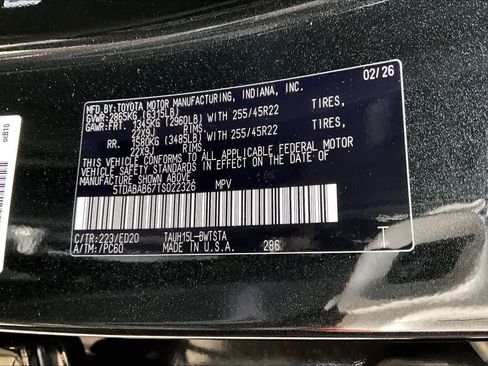 MFD. BY: TOYOTA MOTOR MANUFACTURING, INDIANA, INC. 02/26
GVWR: 2865KG (6315LB)
GAWR: FRT. 1345KG (2960LB) WITH 255/45R22 TIRES,
22X9J RIMS.
RR. 1580KG (3485LB) WITH 255/45R22 TIRES,
22X9J RIMS.
THIS VEHICLE CONFORMS TO ALL APPLICABLE FEDERAL MOTOR
VEHICLE SAFETY STANDARDS IN EFFECT ON THE DATE OF
MANUFACTURE SHOWN ABOVE.
5TDABAB67TS022326 MPV
C/TR: 223/ED20 TAUH15L-BWTSTA
A/TM: /PC60 MADE IN U.S.A. 286 T